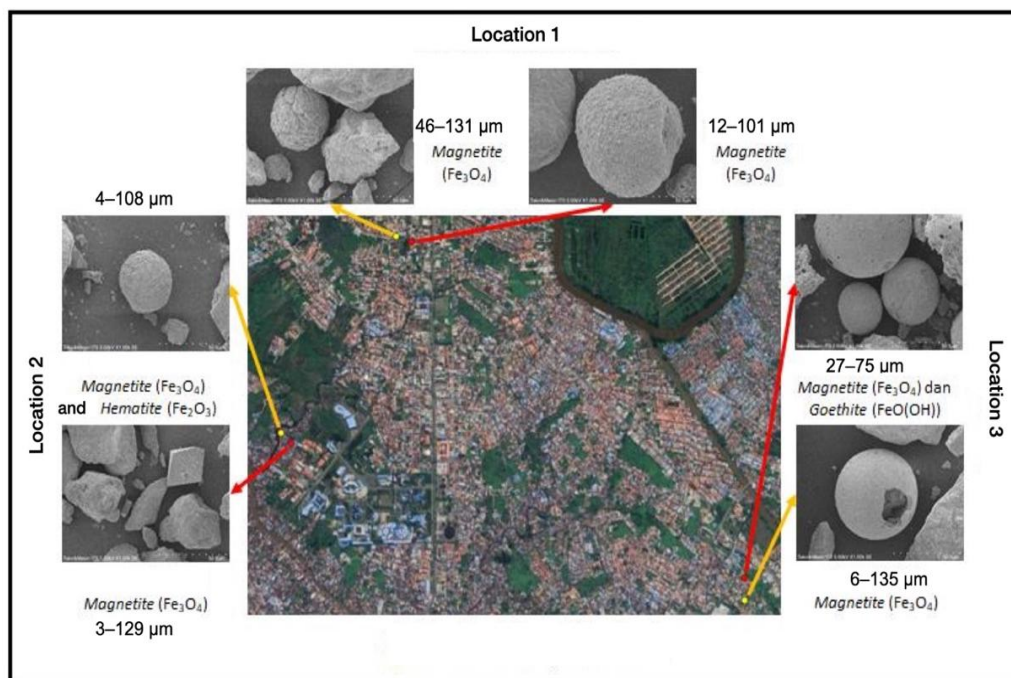 Location 1
46–131 µm
Magnetite
(Fe₃O₄)
12–101 µm
Magnetite
(Fe₃O₄)
Location 2
4–108 µm
Magnetite (Fe₃O₄)
and Hematite (Fe₂O₃)
Magnetite (Fe₃O₄)
3–129 µm
Location 3
27–75 µm
Magnetite (Fe₃O₄) dan
Goethite (FeO(OH))
6–135 µm
Magnetite (Fe₃O₄)